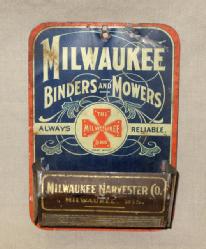 MILWAUKEE
BINDERS AND MOWERS
ALWAYS
THE
MILWAUKEE
RELIABLE.
MILWAUKEE HARVESTER CO.
MILWAUKEE, WIS.